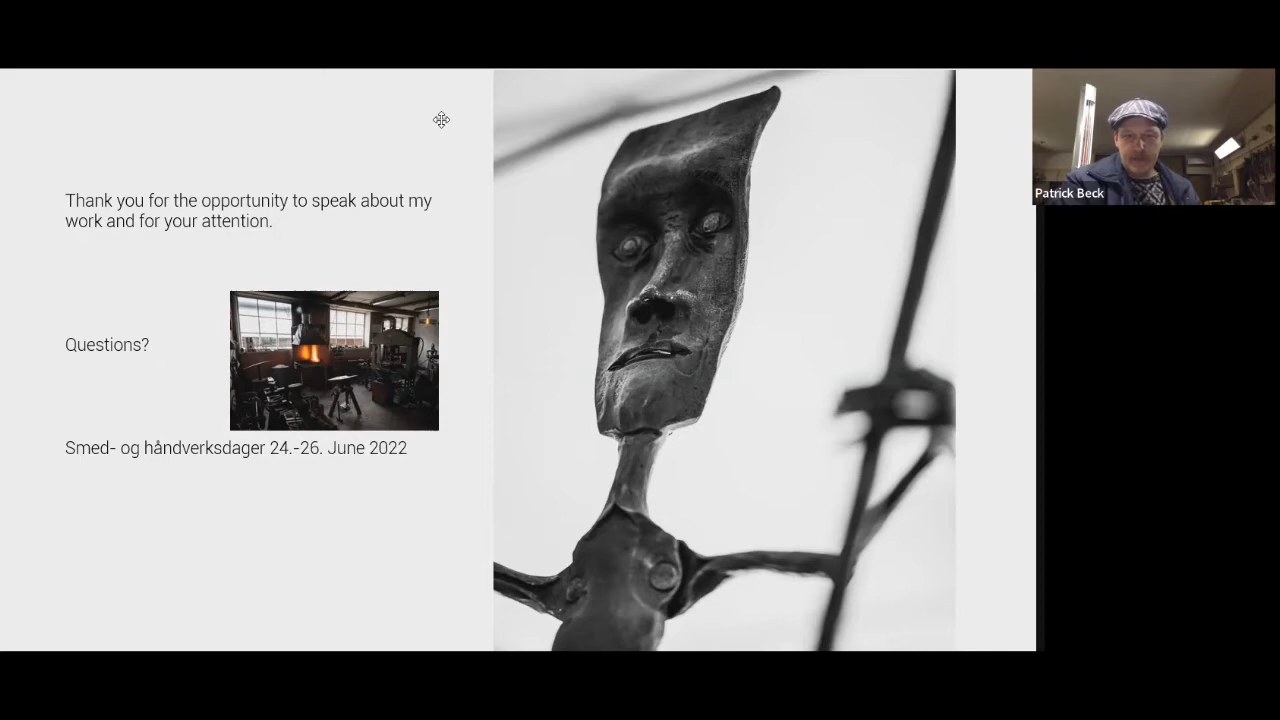 Thank you for the opportunity to speak about my
work and for your attention.
Questions?
Smed- og håndverksdager 24.-26. June 2022
Patrick Beck